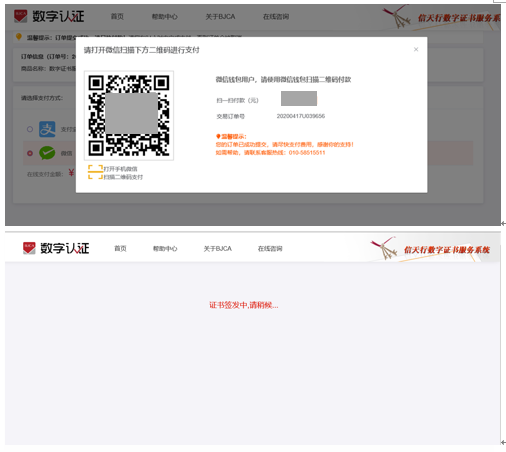 数字认证
首页
帮助中心
关于BJCA
在线咨询
信天行数字证书服务系
温馨提示：订单提交
订单信息（订单号：20
商品名称：数字证书服
请选择支付方式：
支付
微信
在线支付金额：¥
请打开微信扫描下方二维码进行支付
×
微信钱包用户，请使用微信钱包扫描二维码付款
扫一扫付款（元）
交易订单号 20200417U039656
温馨提示：
您的订单已成功提交，请尽快支付费用，感谢你的支持！
如需帮助，请联系客服热线：010-58515511
打开手机微信
扫描二维码支付
数字认证
首页
帮助中心
关于BJCA
在线咨询
信天行数字证书服务系统
证书签发中,请稍候...